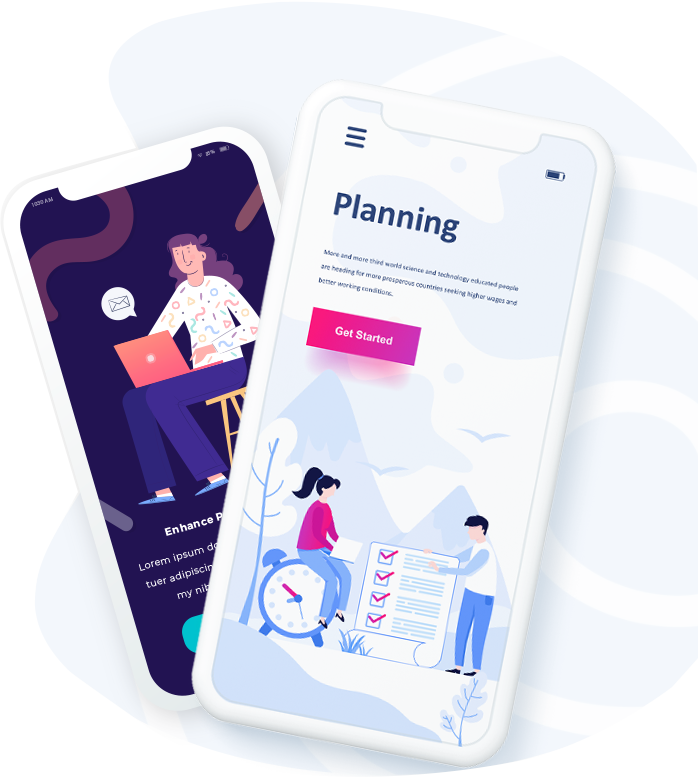 10:20 AM
Enhance P
Lorem ipsum do
tuer adipiscin
my nib
Planning
More and more third world science and technology educated people
are heading for more prosperous countries seeking higher wages and
better working conditions.
Get Started